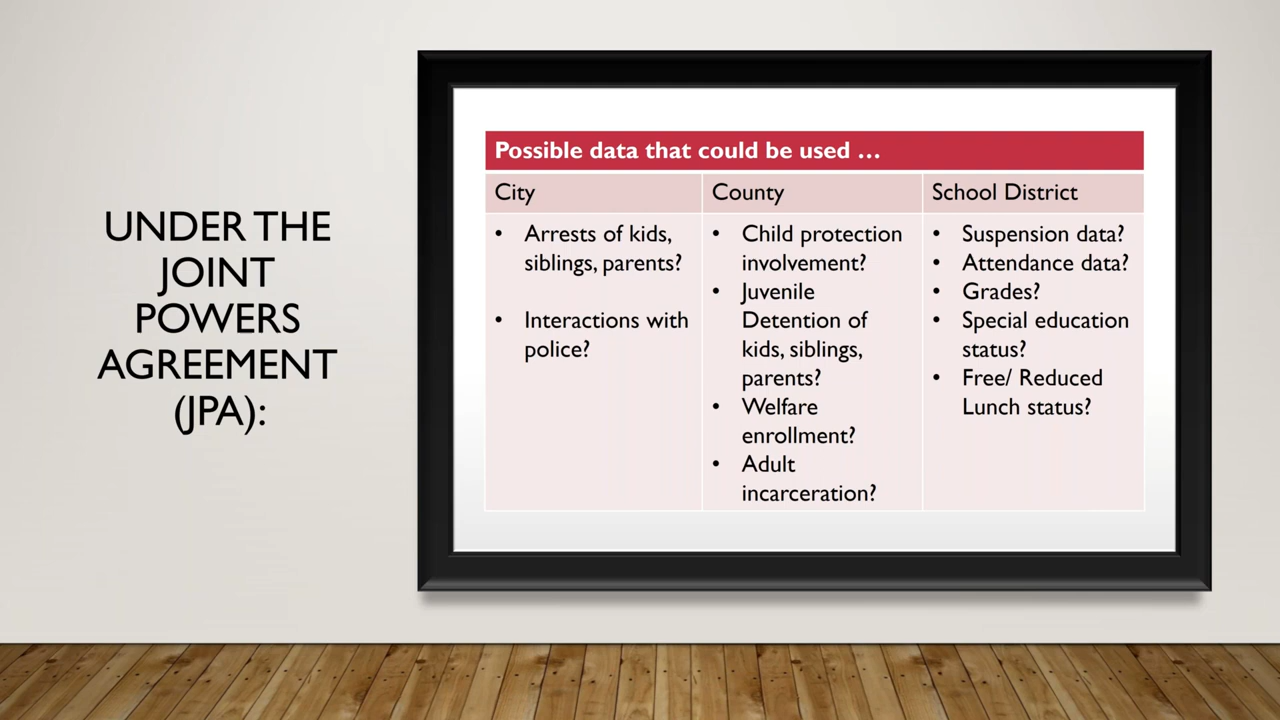 UNDER THE
JOINT
POWERS
AGREEMENT
(JPA):
Possible data that could be used …
City
• Arrests of kids,
siblings, parents?
• Interactions with
police?
County
• Child protection
involvement?
• Juvenile
Detention of
kids, siblings,
parents?
• Welfare
enrollment?
• Adult
incarceration?
School District
• Suspension data?
• Attendance data?
• Grades?
• Special education
status?
• Free/ Reduced
Lunch status?